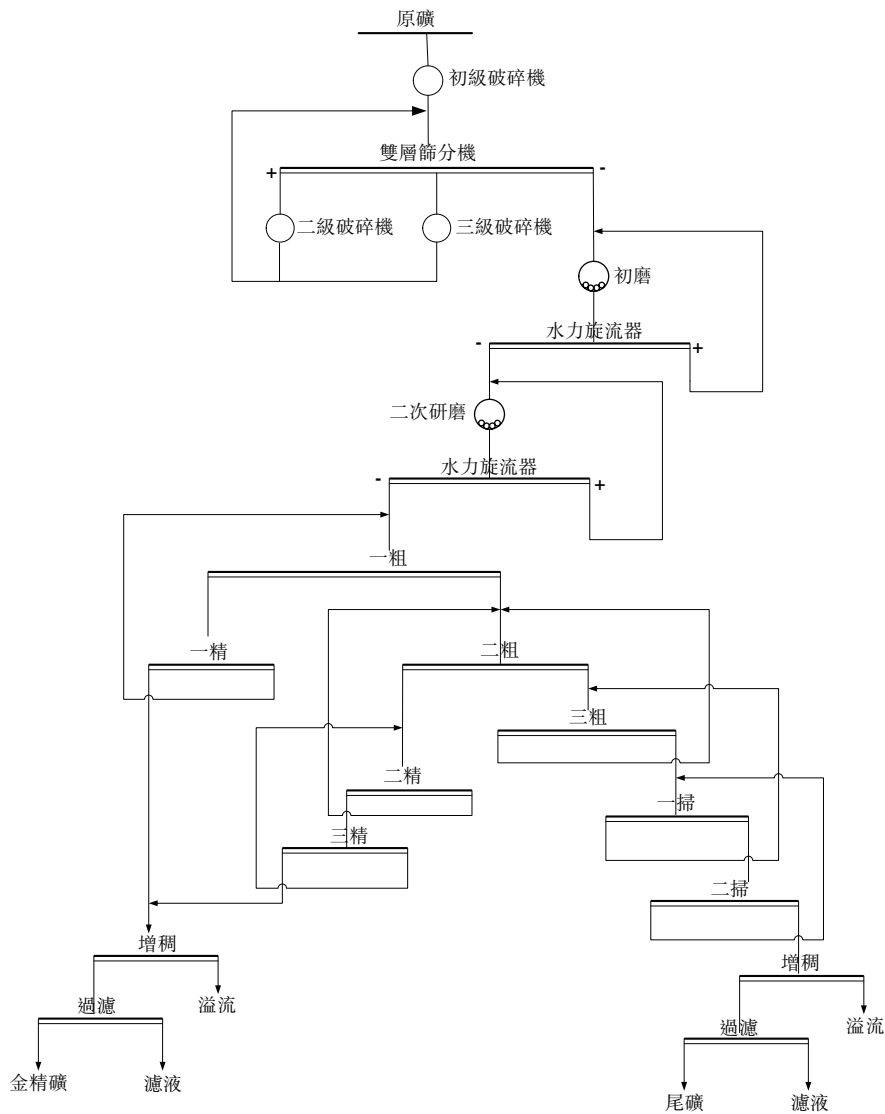 原礦
初級破碎機
雙層篩分機
+
-
二級破碎機
三級破碎機
初磨
水力旋流器
-
+
二次研磨
水力旋流器
-
+
一粗
一精
二粗
三粗
二精
一掃
三精
二掃
增稠
增稠
過濾
溢流
過濾
溢流
金精礦
濾液
尾礦
濾液